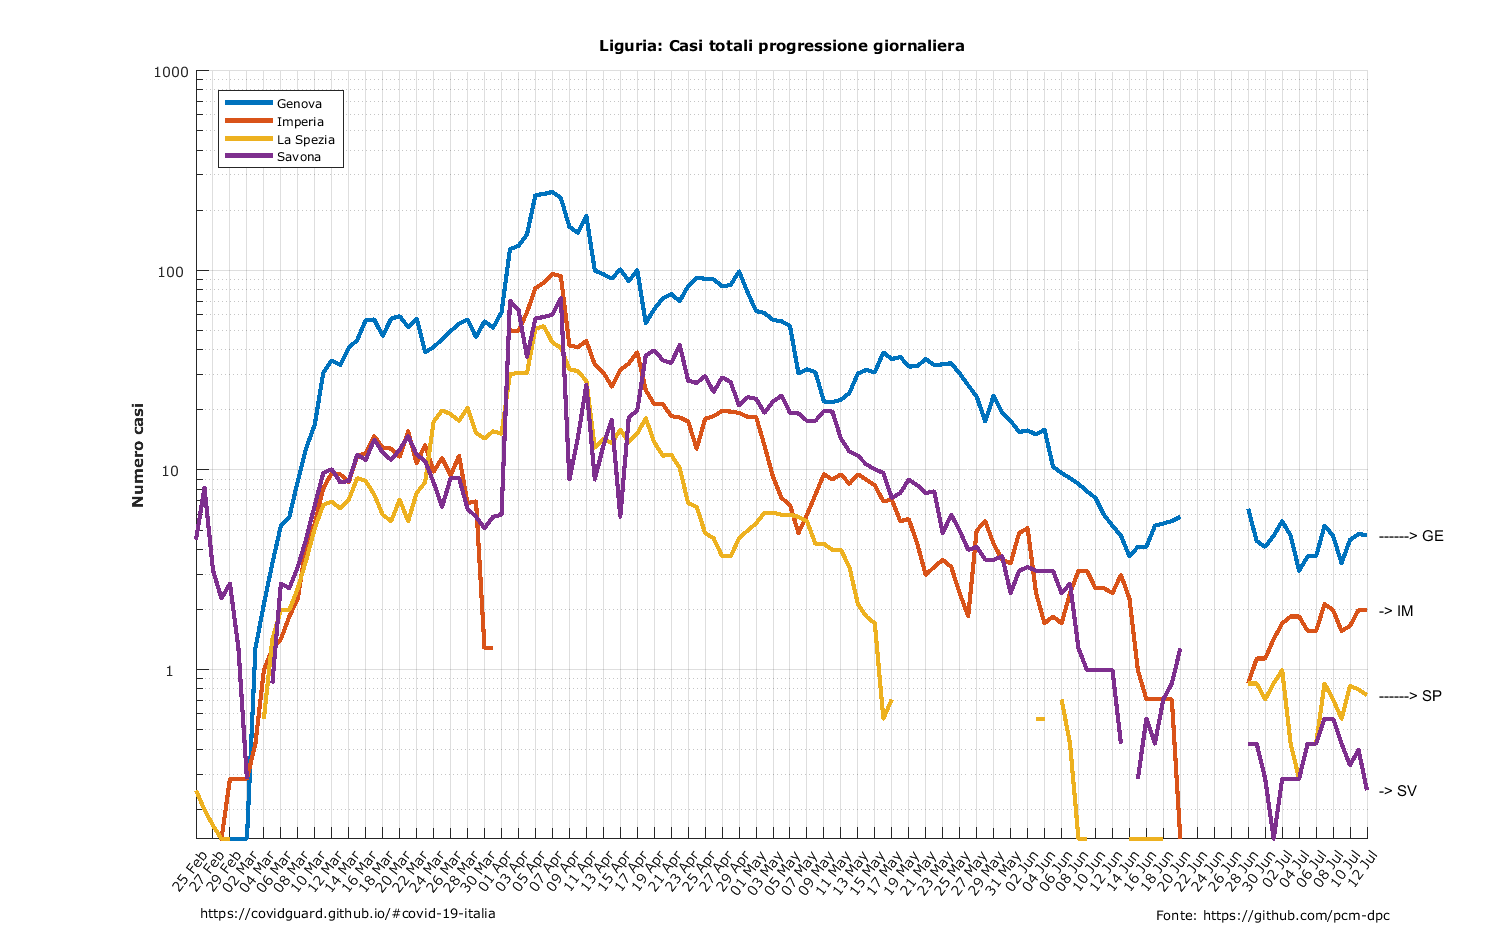 Liguria: Casi totali progressione giornaliera
1000
100
10
1
Numero casi
Genova
Imperia
La Spezia
Savona
------> GE
-> IM
------> SP
-> SV
25 Feb
27 Feb
29 Feb
02 Mar
04 Mar
06 Mar
08 Mar
10 Mar
12 Mar
14 Mar
16 Mar
18 Mar
20 Mar
22 Mar
24 Mar
26 Mar
28 Mar
30 Mar
01 Apr
03 Apr
05 Apr
07 Apr
09 Apr
11 Apr
13 Apr
15 Apr
17 Apr
19 Apr
21 Apr
23 Apr
25 Apr
27 Apr
29 Apr
01 May
03 May
05 May
07 May
09 May
11 May
13 May
15 May
17 May
19 May
21 May
23 May
25 May
27 May
29 May
31 May
02 Jun
04 Jun
06 Jun
08 Jun
10 Jun
12 Jun
14 Jun
16 Jun
18 Jun
20 Jun
22 Jun
24 Jun
26 Jun
28 Jun
30 Jun
02 Jul
04 Jul
06 Jul
08 Jul
10 Jul
12 Jul
https://covidguard.github.io/#covid-19-italia
Fonte: https://github.com/pcm-dpc